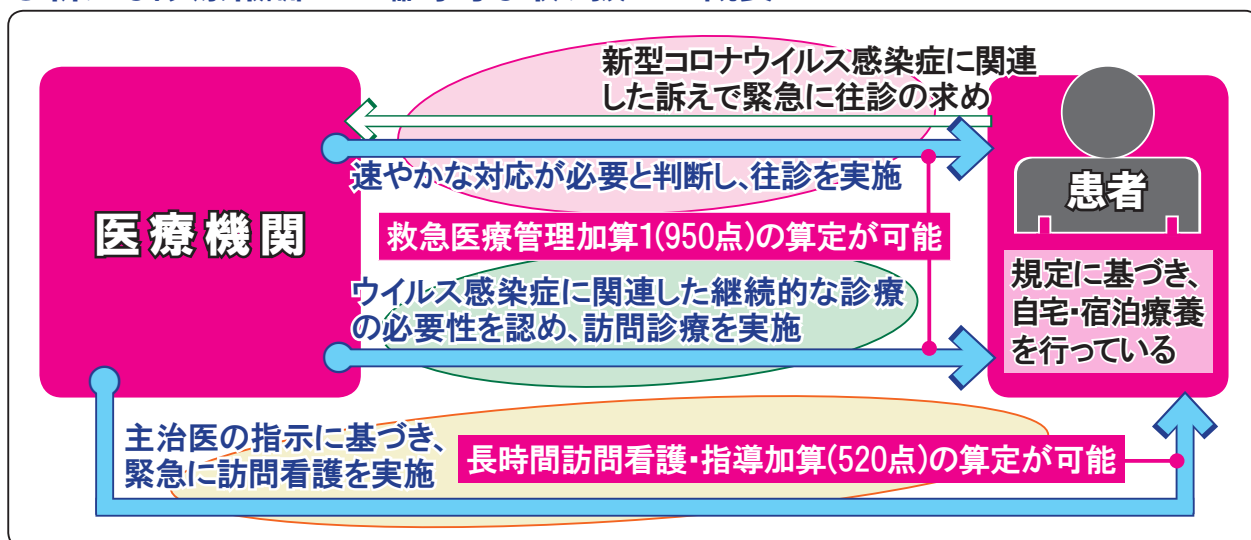 新型コロナウイルス感染症に関連
した訴えで緊急に往診の求め
速やかな対応が必要と判断し、往診を実施
医療機関
患者
救急医療管理加算1(950点)の算定が可能
ウイルス感染症に関連した継続的な診療
の必要性を認め、訪問診療を実施
規定に基づき、
自宅・宿泊療養
を行っている
主治医の指示に基づき、
緊急に訪問看護を実施
長時間訪問看護・指導加算(520点)の算定が可能